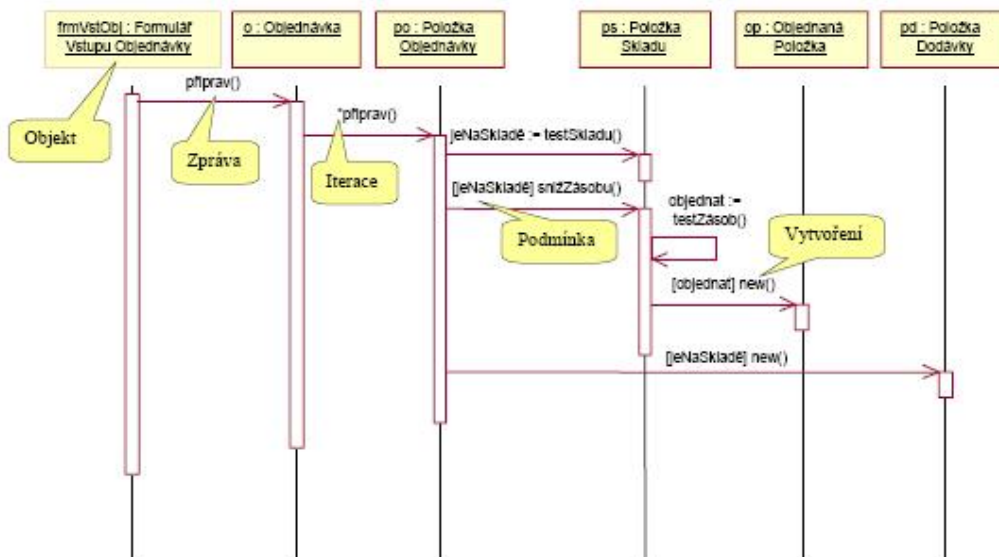 frmVstObj : Formulář
Vstupu Objednávky
o : Objednávka
po : Položka
Objednávky
ps : Položka
Skladu
op : Objednaná
Položka
pd : Položka
Dodávky
připrav()
Objekt
Zpráva
*připrav()
Iterace
jeNaSkladě := testSkladu()
[jeNaSkladě] snižZásobu()
Podmínka
objednat :=
testZásob()
Vytvoření
[objednat] new()
[jeNaSkladě] new()